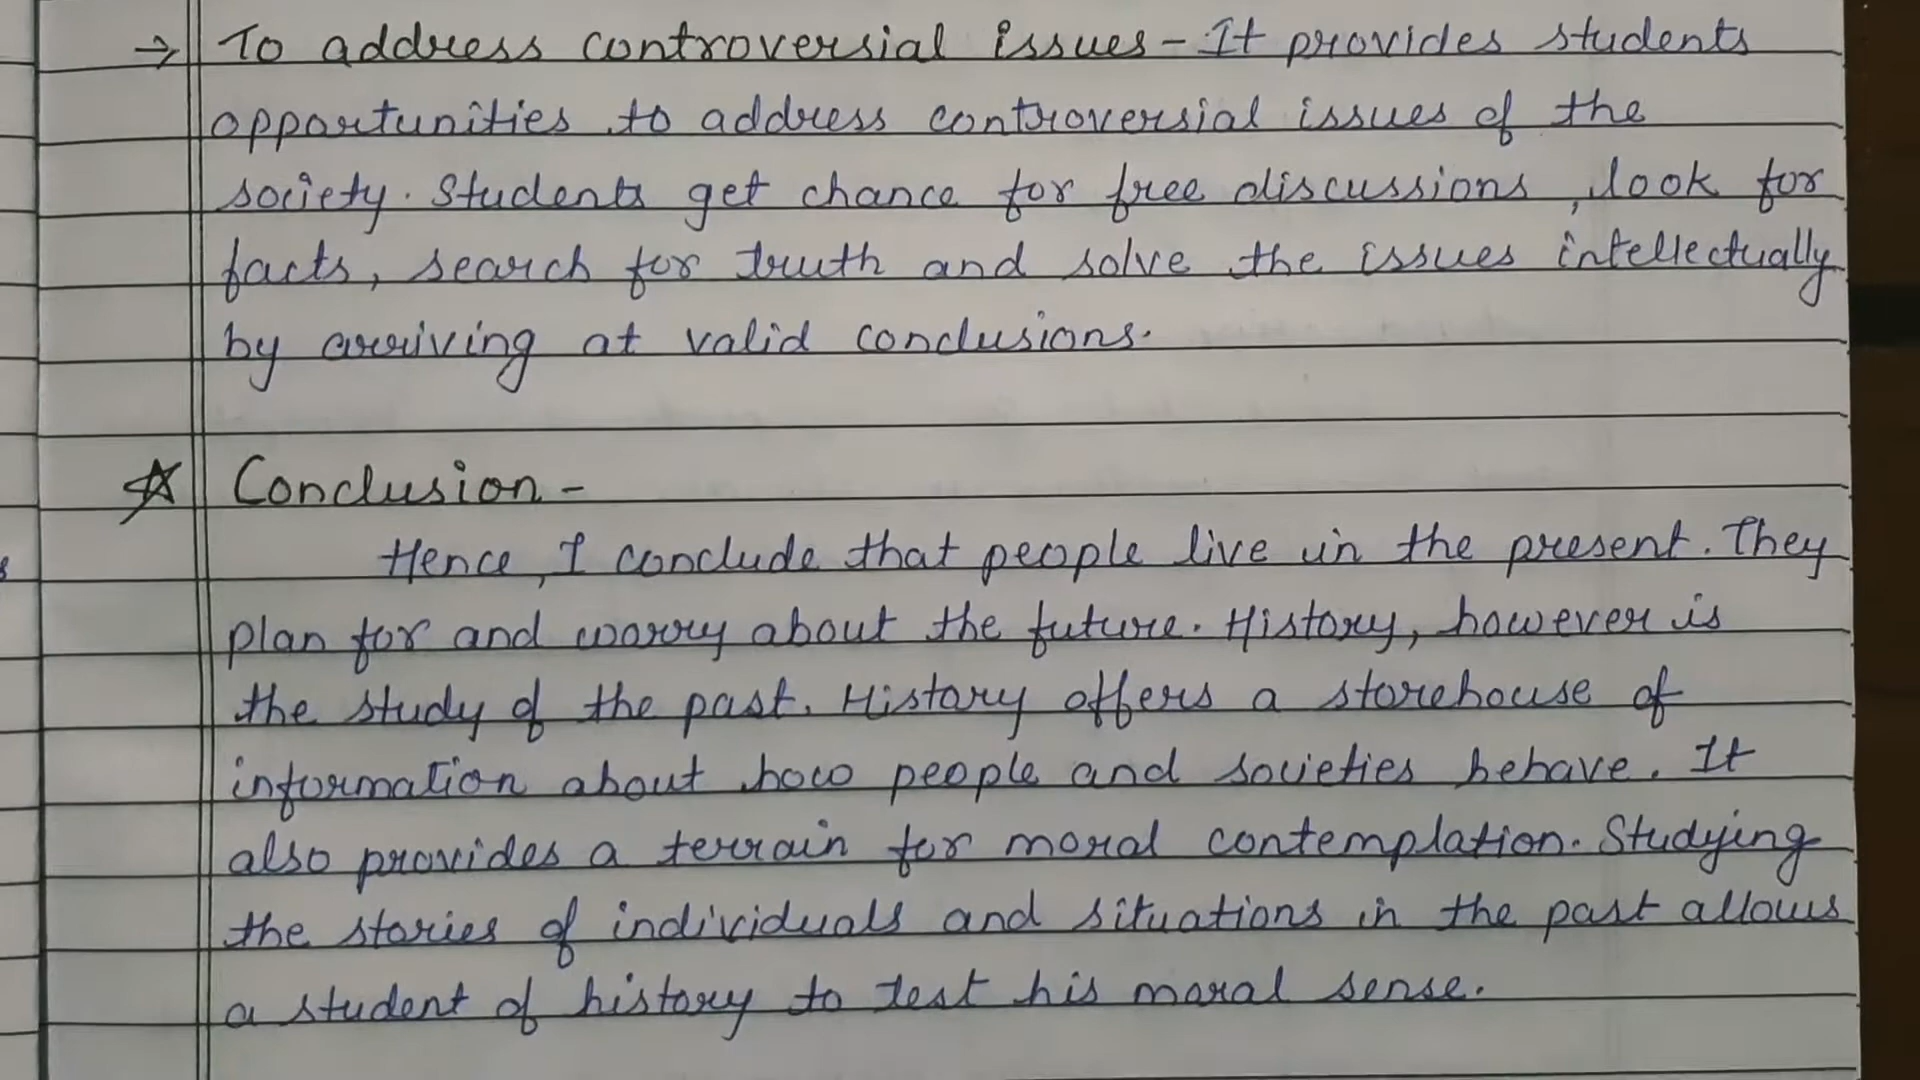 → To address controversial issues - It provides students
opportunities to address controversial issues of the
society. Students get chance for free discussions, look for
facts, search for truth and solve the issues intellectually
by arriving at valid conclusions.
☆ Conclusion -
Hence, I conclude that people live in the present. They
plan for and worry about the future. History, however is
the study of the past. History offers a storehouse of
information about how people and societies behave. It
also provides a terrain for moral contemplation. Studying
the stories of individuals and situations in the past allows
a student of history to test his moral sense.